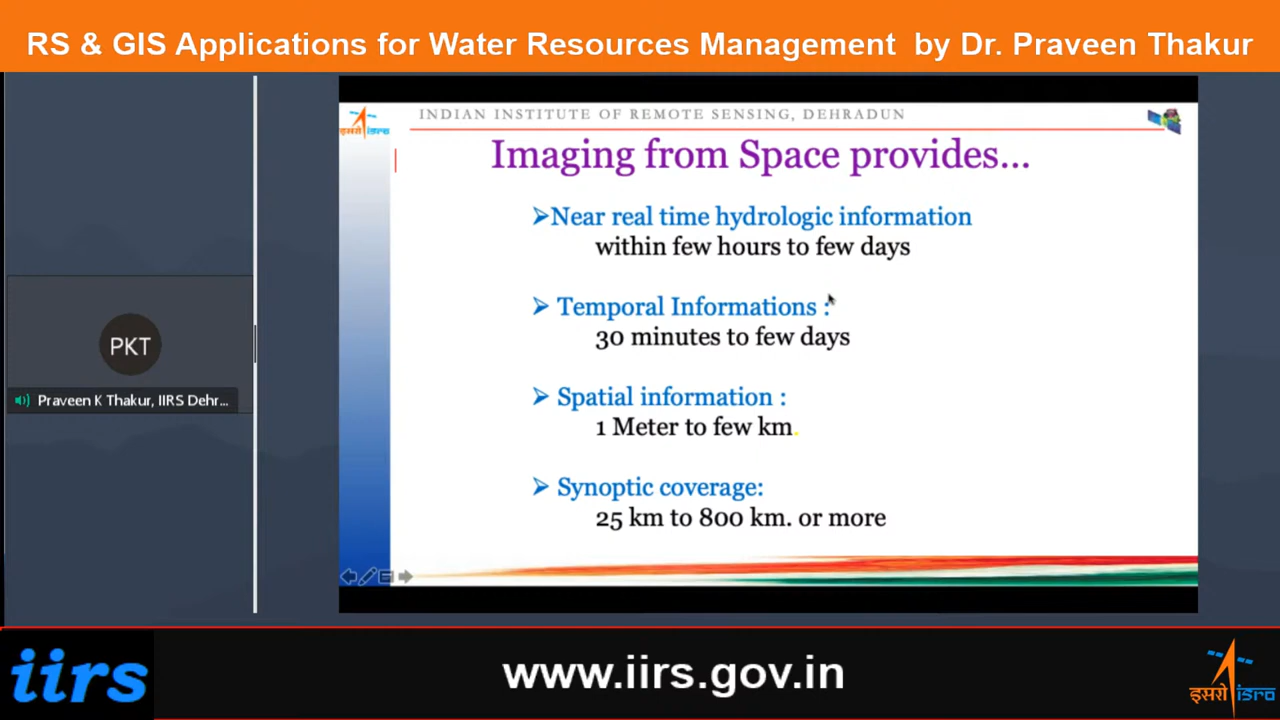 RS & GIS Applications for Water Resources Management by Dr. Praveen Thakur
इसरो isro
INDIAN INSTITUTE OF REMOTE SENSING, DEHRADUN
Imaging from Space provides...
➢Near real time hydrologic information
within few hours to few days
➢ Temporal Informations :
30 minutes to few days
➢ Spatial information :
1 Meter to few km.
➢ Synoptic coverage:
25 km to 800 km. or more
PKT
Praveen K Thakur, IIRS Dehr...
iirs
www.iirs.gov.in
इसरो isro